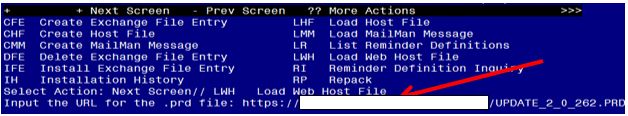 + + Next Screen - Prev Screen ?? More Actions >>>
CFE Create Exchange File Entry LHF Load Host File
CHF Create Host File LMM Load MailMan Message
CMM Create MailMan Message LR List Reminder Definitions
DFE Delete Exchange File Entry LWH Load Web Host File
IFE Install Exchange File Entry RI Reminder Definition Inquiry
IH Installation History RP Repack
Select Action: Next Screen// LWH Load Web Host File
Input the URL for the .prd file: https:// /UPDATE_2_0_262.PRD